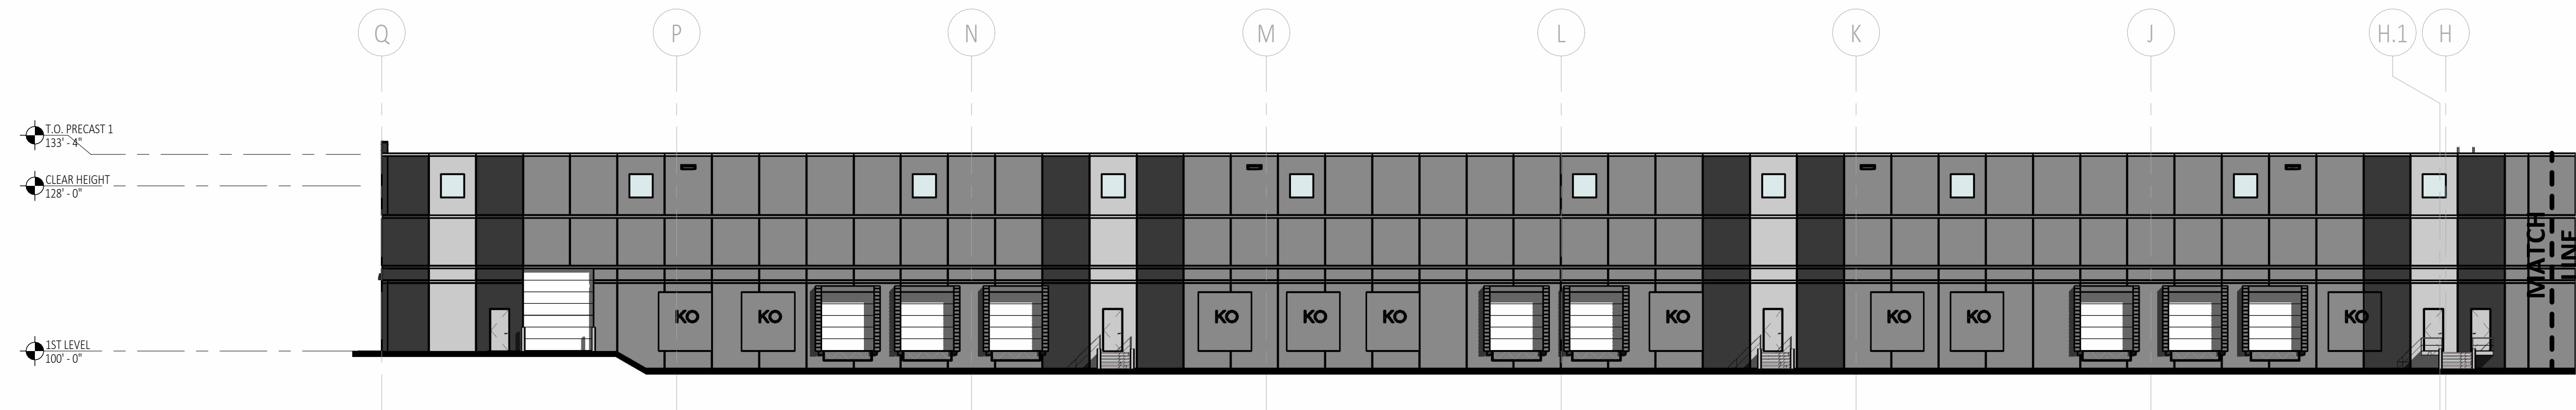 Q P N M L K J H.1 H
T.O. PRECAST 1
133' - 4"
CLEAR HEIGHT
128' - 0"
MATCH
LINE
KO KO KO KO KO KO KO KO KO
1ST LEVEL
100' - 0"